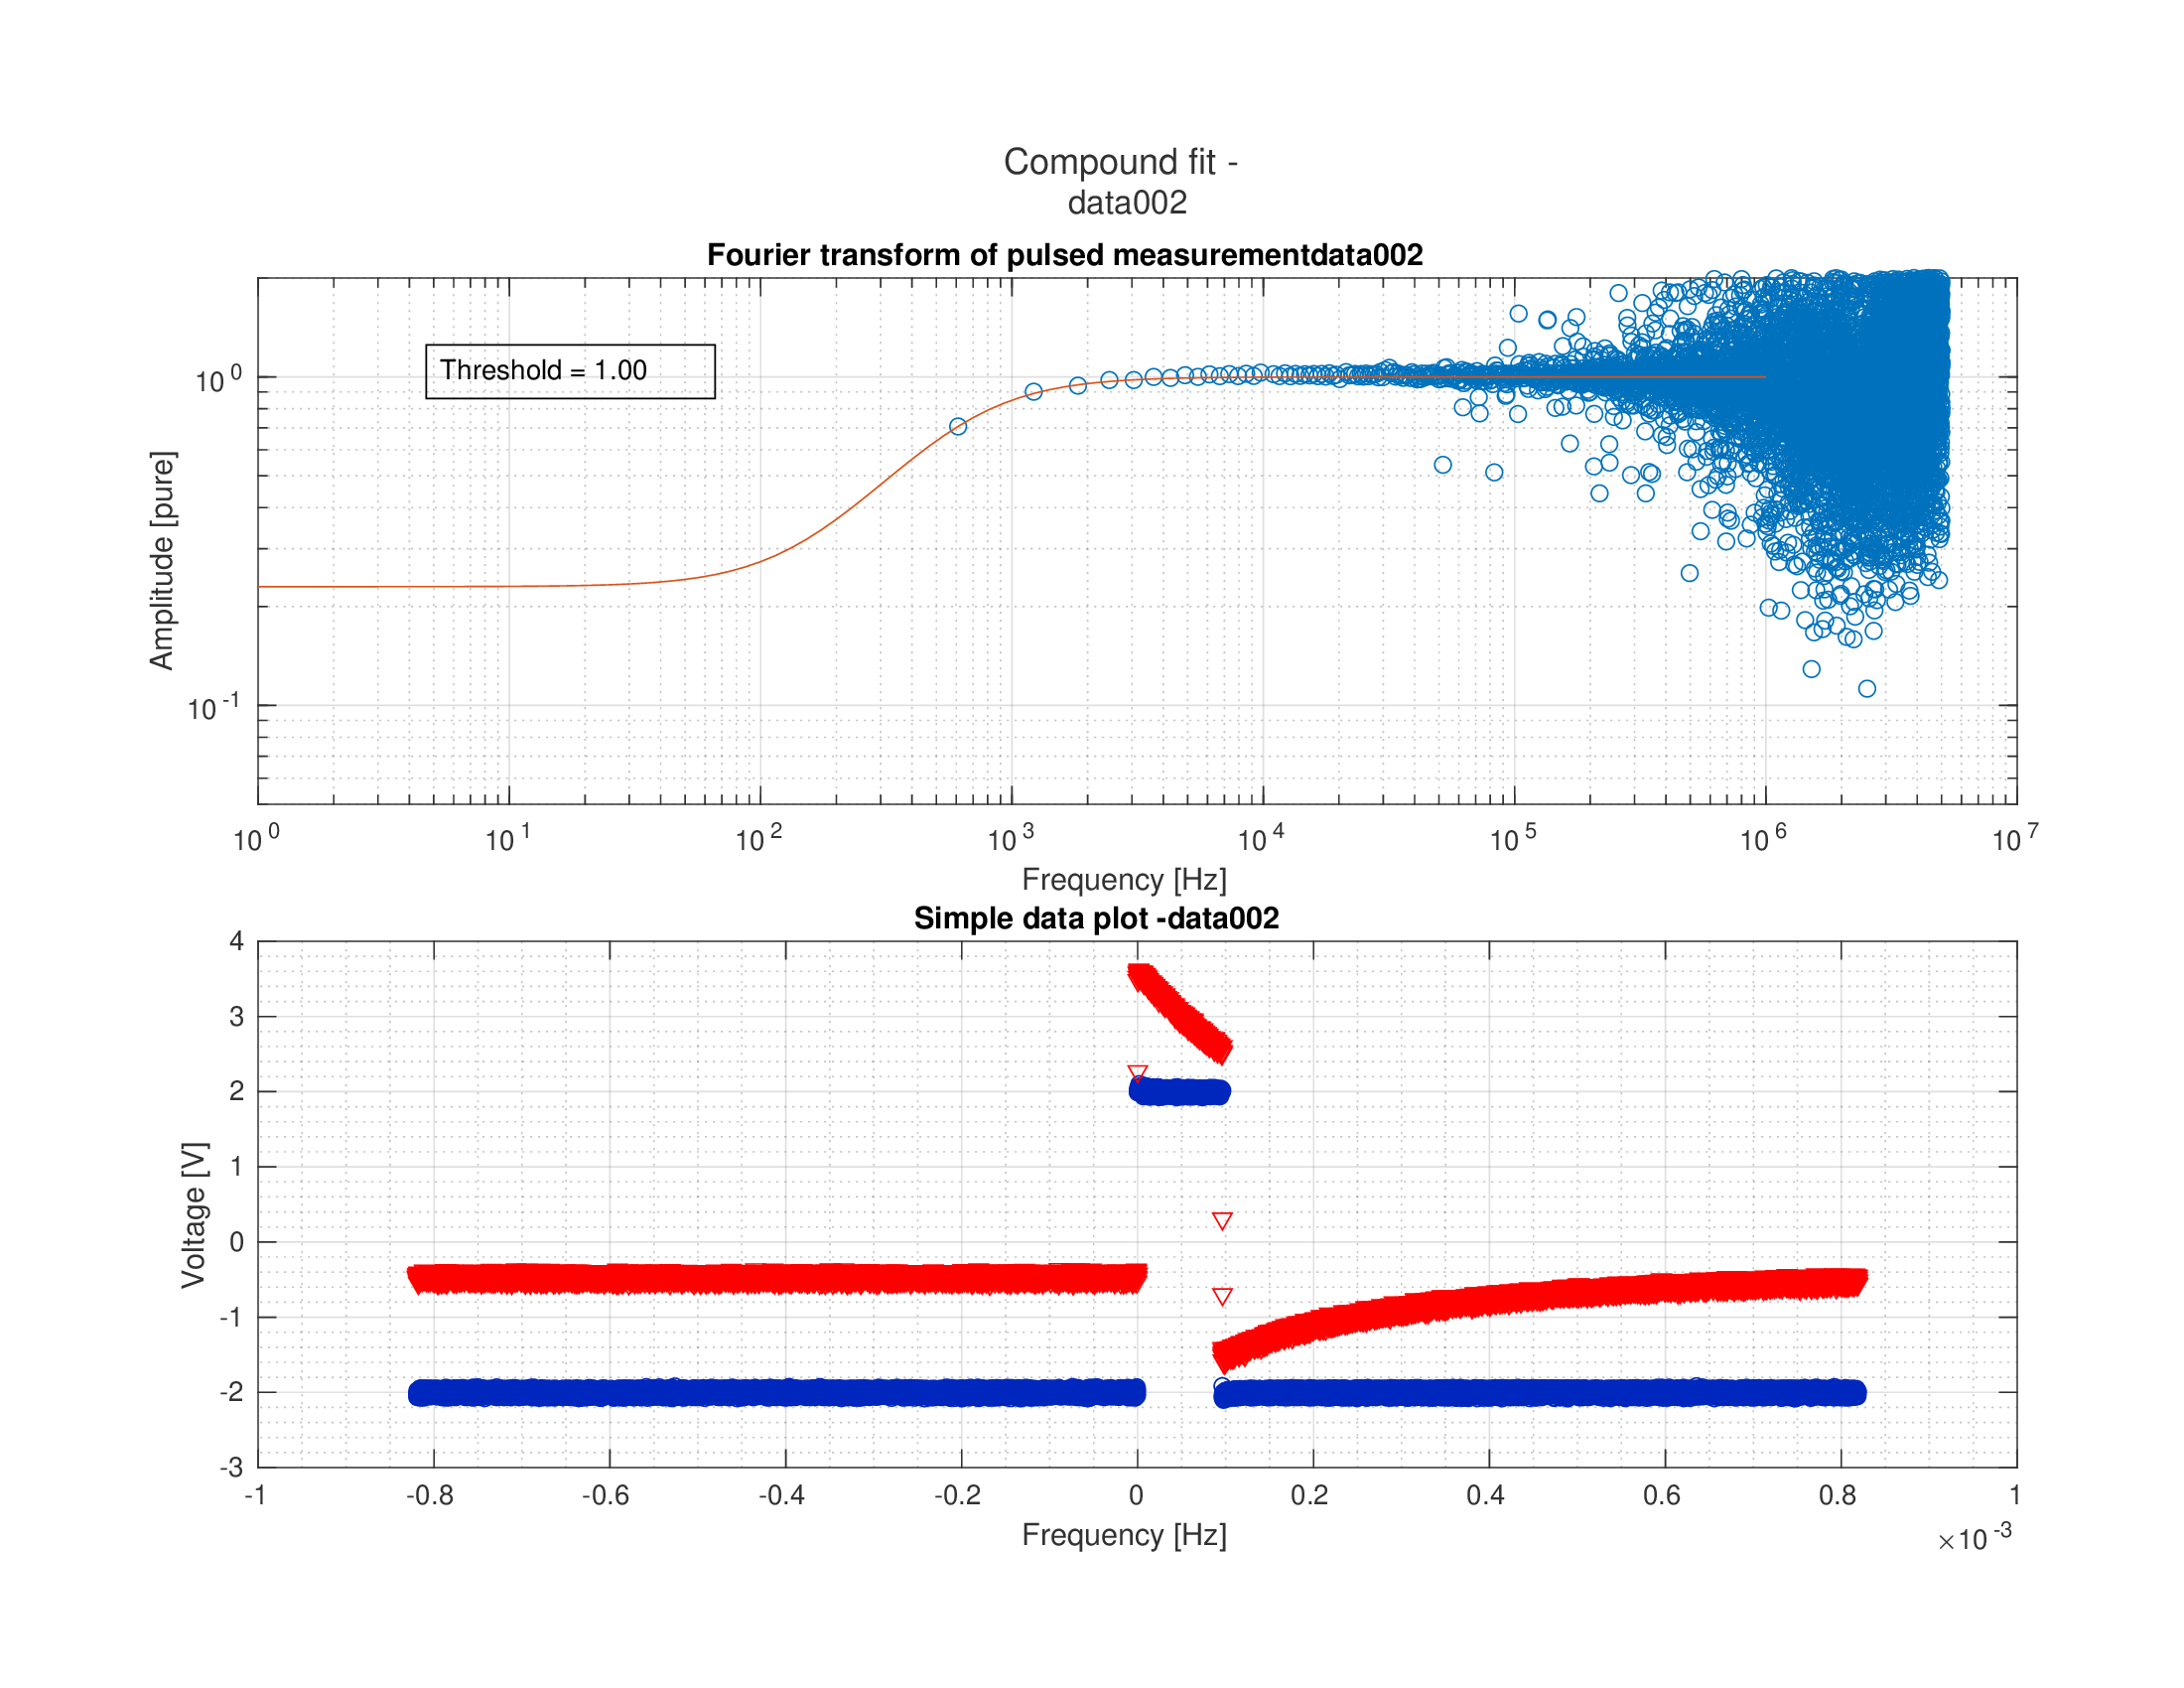 Compound fit -
data002
Fourier transform of pulsed measurementdata002
Amplitude [pure]
10^0
10^-1
Threshold = 1.00
10^0 10^1 10^2 10^3 10^4 10^5 10^6 10^7
Frequency [Hz]
Simple data plot -data002
Voltage [V]
4
3
2
1
0
-1
-2
-3
-1 -0.8 -0.6 -0.4 -0.2 0 0.2 0.4 0.6 0.8 1
Frequency [Hz]
×10^-3